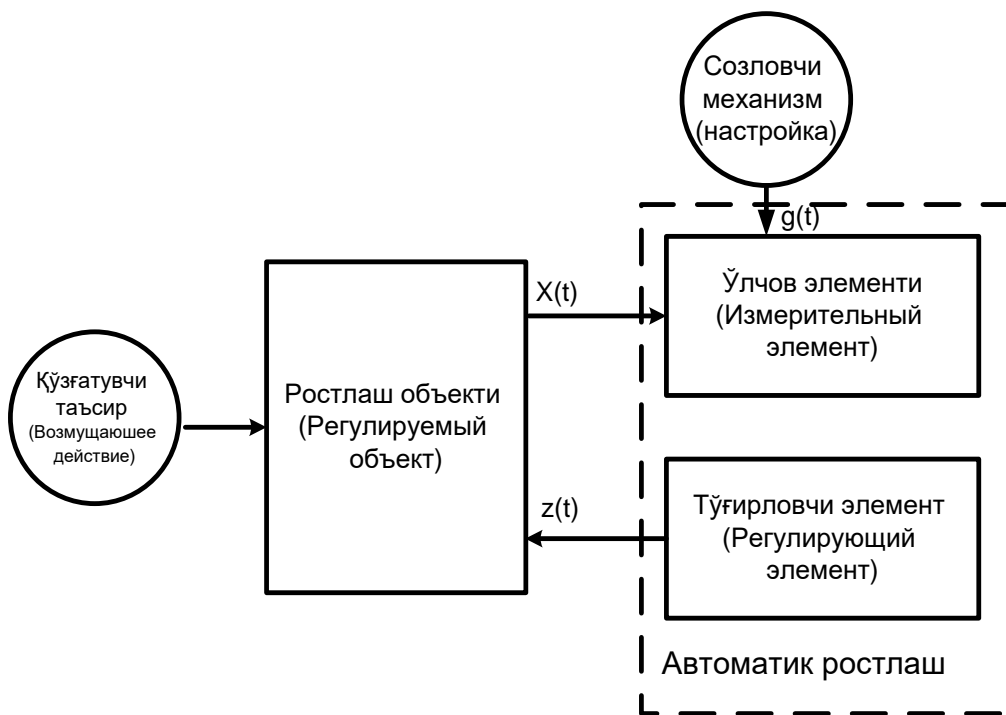 Созловчи
механизм
(настройка)
g(t)
Ўлчов элементи
(Измерительный
элемент)
X(t)
Қўзғатувчи
таъсир
(Возмущаюшее
действие)
Ростлаш объекти
(Регулируемый
объект)
z(t)
Тўғирловчи элемент
(Регулирующий
элемент)
Автоматик ростлаш